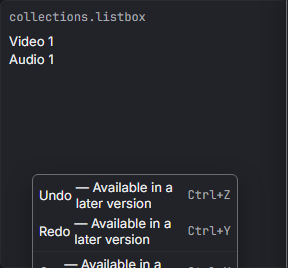 collections.listbox
Video 1
Audio 1
Undo — Available in a later version Ctrl+Z
Redo — Available in a later version Ctrl+Y
— Available in a